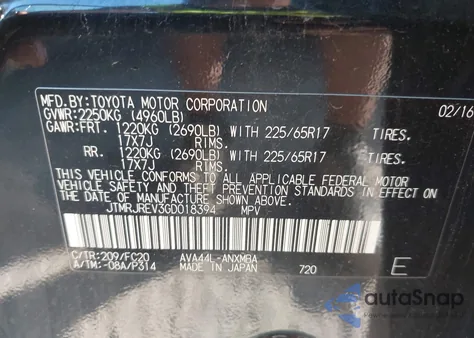 MFD.BY:TOYOTA MOTOR CORPORATION 02/16
GVWR:2250KG (4960LB)
GAWR:FRT. 1220KG (2690LB) WITH 225/65R17 TIRES.
17X7J RIMS.
RR. 1220KG (2690LB) WITH 225/65R17 TIRES.
17X7J RIMS.
THIS VEHICLE CONFORMS TO ALL APPLICABLE FEDERAL MOTOR
VEHICLE SAFETY AND THEFT PREVENTION STANDARDS IN EFFECT ON
THE DATE OF MANUFACTURE SHOWN ABOVE.
JTMRJREV3GD018394 MPV
C/TR:209/FC20 AVA44L-ANXMBA
A/TM:-08A/P314 MADE IN JAPAN 720 E
autoSnap